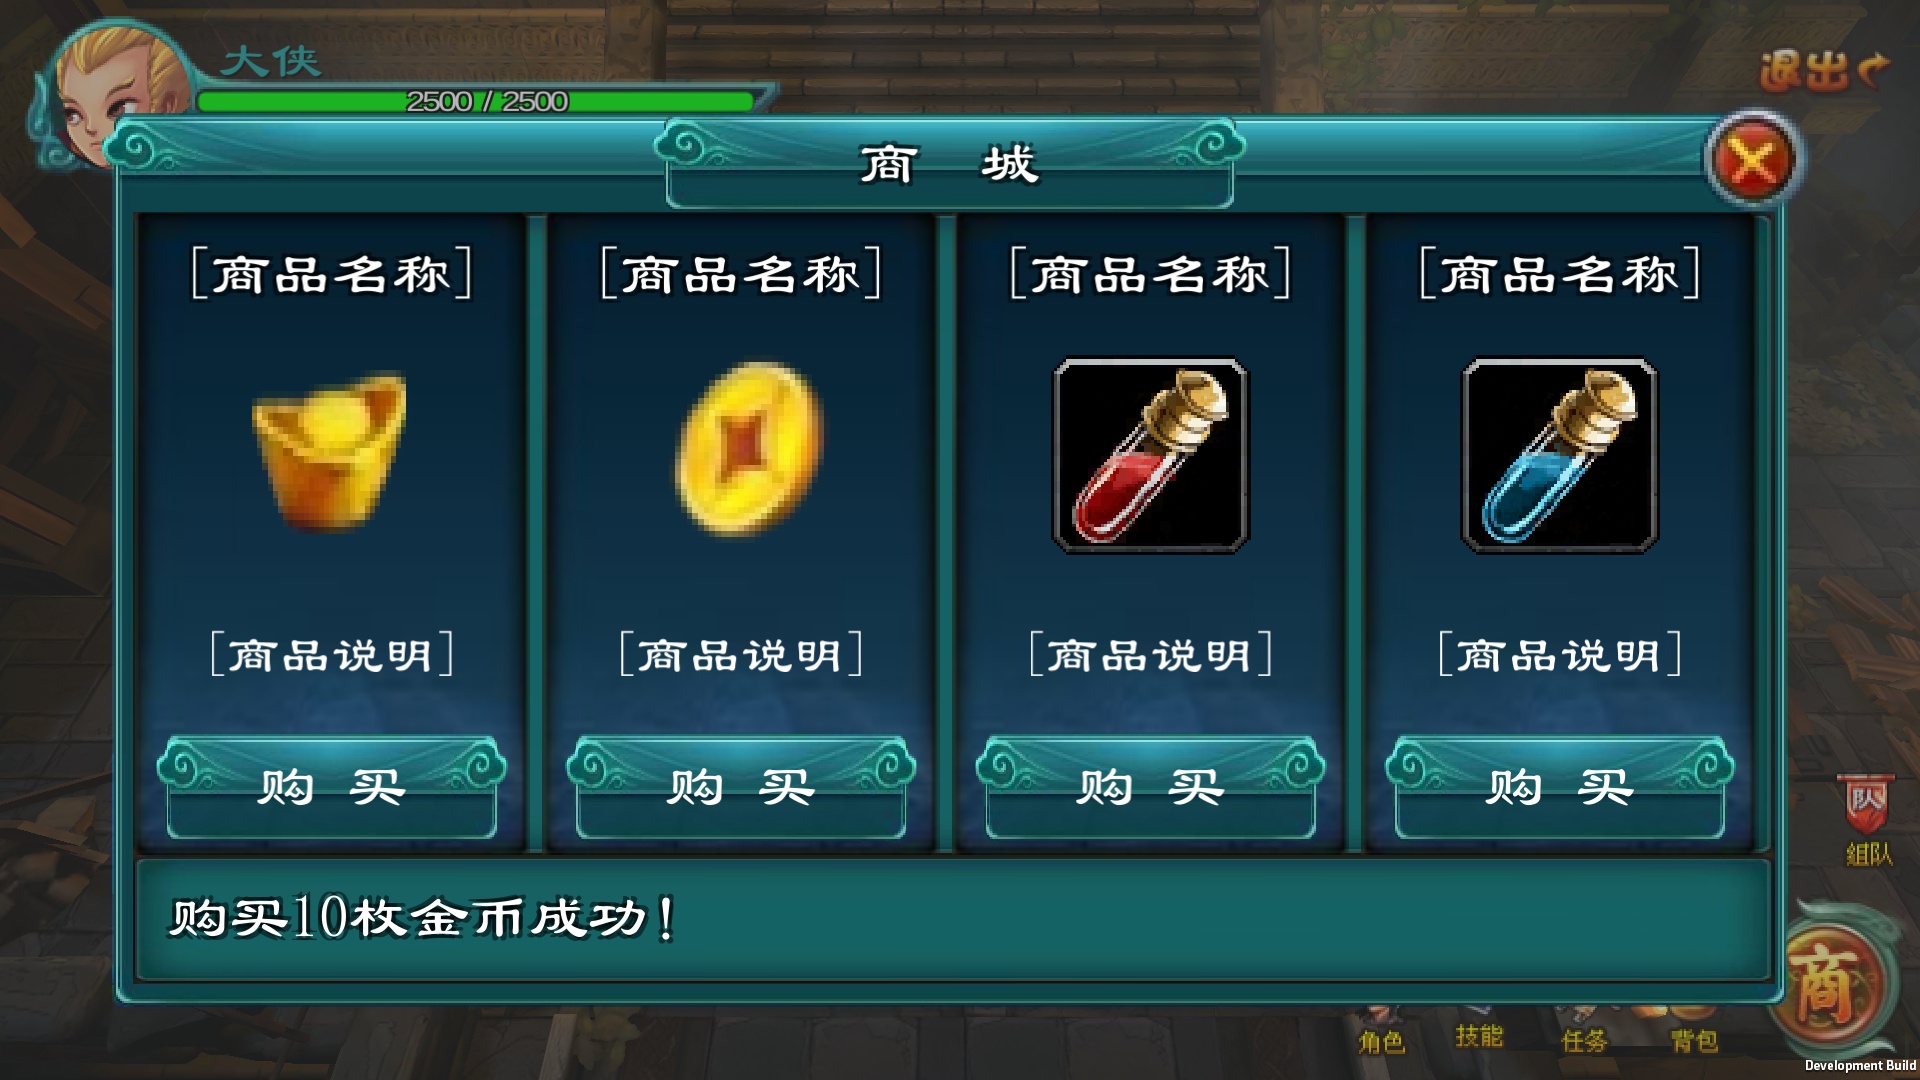 大侠
2500 / 2500
退出
商 城
[商品名称] [商品名称] [商品名称] [商品名称]
[商品说明] [商品说明] [商品说明] [商品说明]
购 买 购 买 购 买 购 买
队
组队
购买10枚金币成功!
商
角色 技能 任务 背包
Development Build